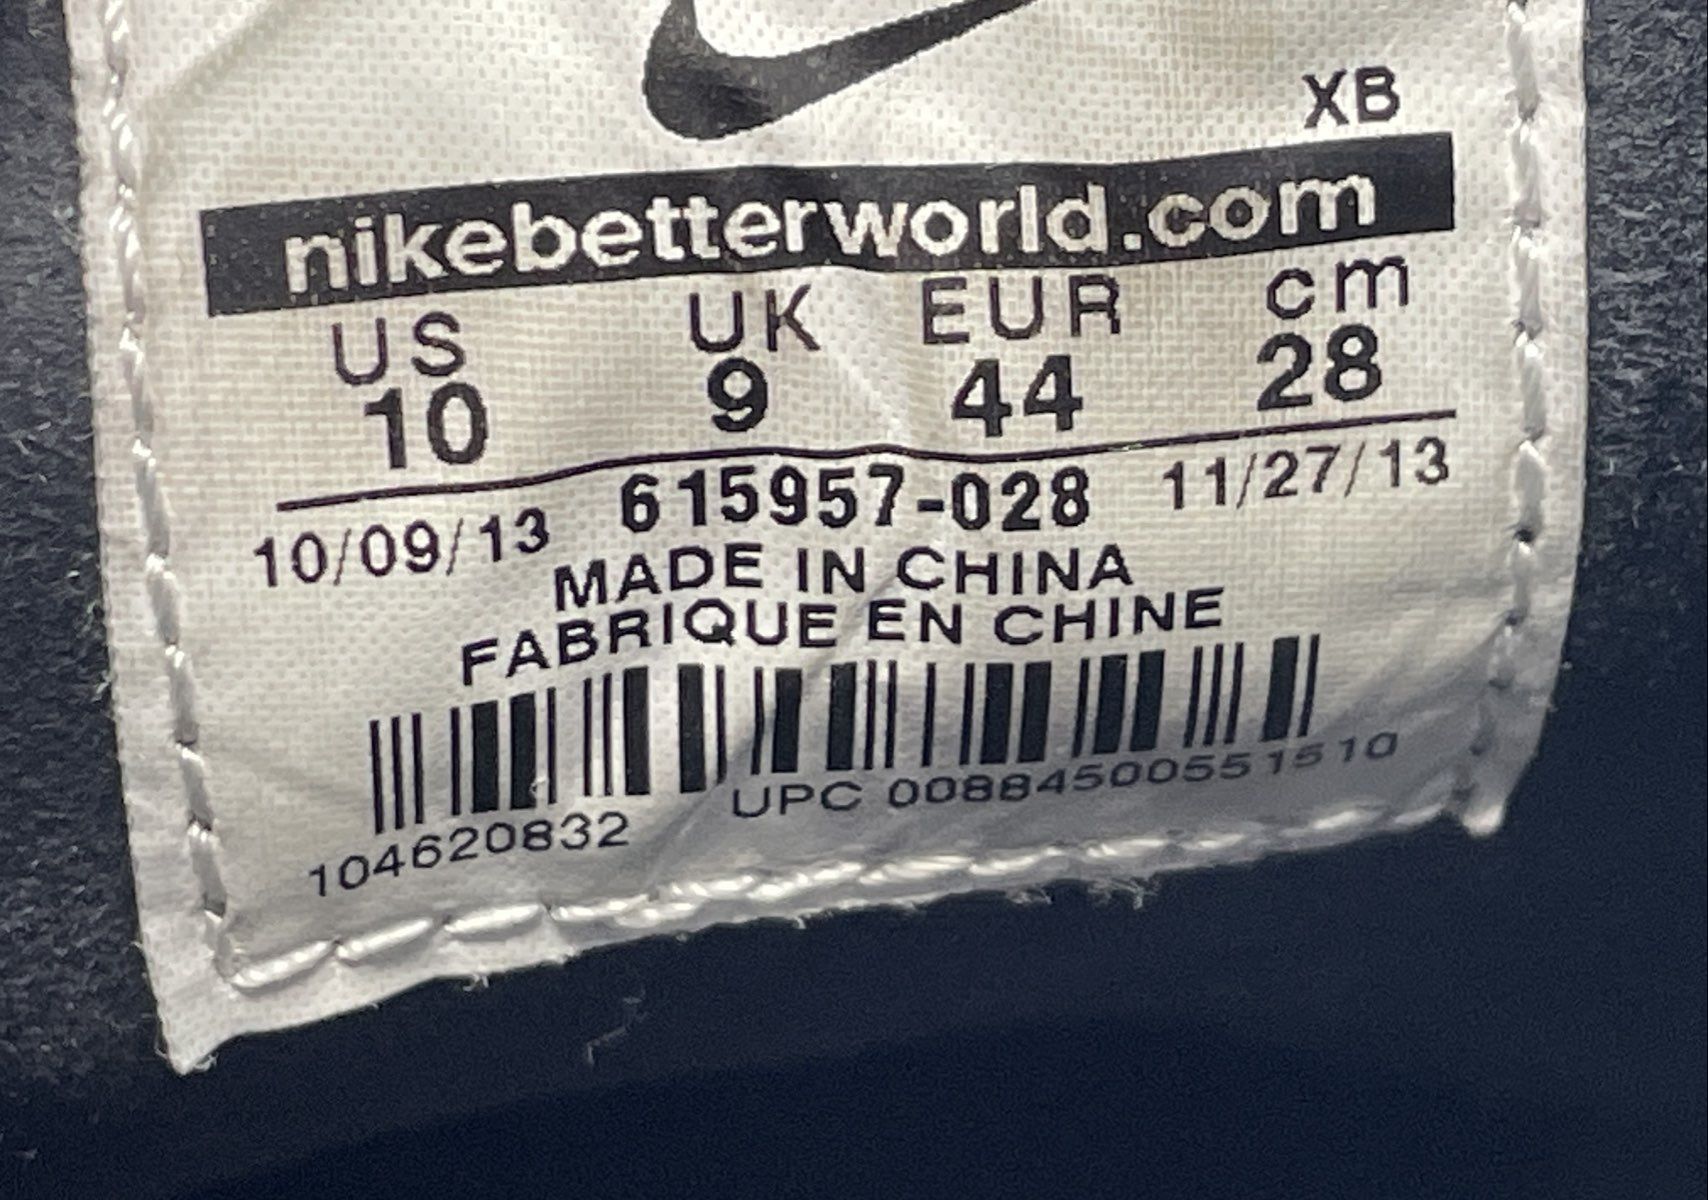 XB
nikebetterworld.com
US UK EUR cm
10 9 44 28
10/09/13 615957-028 11/27/13
MADE IN CHINA
FABRIQUE EN CHINE
104620832 UPC 00884500551510